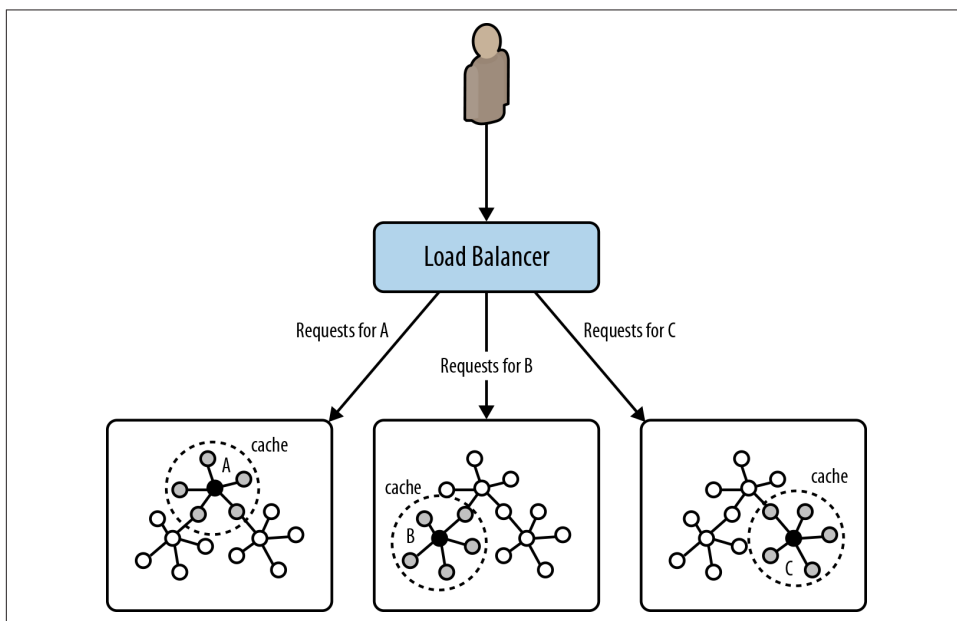 Load Balancer
Requests for A
Requests for B
Requests for C
A
cache
cache
B
cache
C